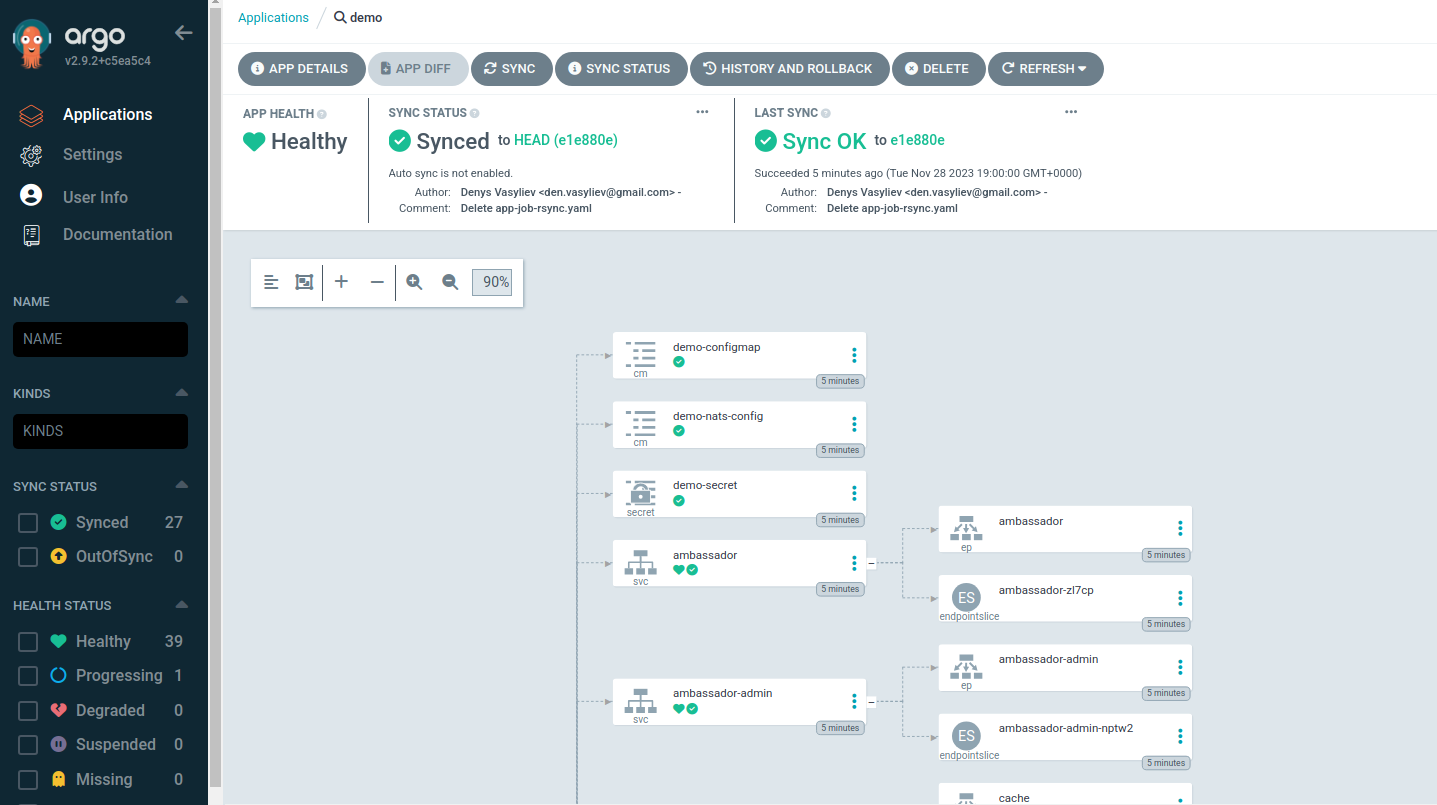 argo
v2.9.2+c5ea5c4
Applications
Settings
User Info
Documentation
NAME
NAME
KINDS
KINDS
SYNC STATUS
Synced 27
OutOfSync 0
HEALTH STATUS
Healthy 39
Progressing 1
Degraded 0
Suspended 0
Missing 0
Applications / demo
APP DETAILS APP DIFF SYNC SYNC STATUS HISTORY AND ROLLBACK DELETE REFRESH
APP HEALTH
Healthy
SYNC STATUS
Synced to HEAD (e1e880e)
Auto sync is not enabled.
Author: Denys Vasyliev <den.vasyliev@gmail.com> -
Comment: Delete app-job-rsync.yaml
LAST SYNC
Sync OK to e1e880e
Succeeded 5 minutes ago (Tue Nov 28 2023 19:00:00 GMT+0000)
Author: Denys Vasyliev <den.vasyliev@gmail.com> -
Comment: Delete app-job-rsync.yaml
90%
demo-configmap
cm
5 minutes
demo-nats-config
cm
5 minutes
demo-secret
secret
5 minutes
ambassador
svc
5 minutes
ambassador
ep
5 minutes
ES
ambassador-zl7cp
endpointslice
5 minutes
ambassador-admin
svc
5 minutes
ambassador-admin
ep
5 minutes
ES
ambassador-admin-nptw2
endpointslice
5 minutes
cache